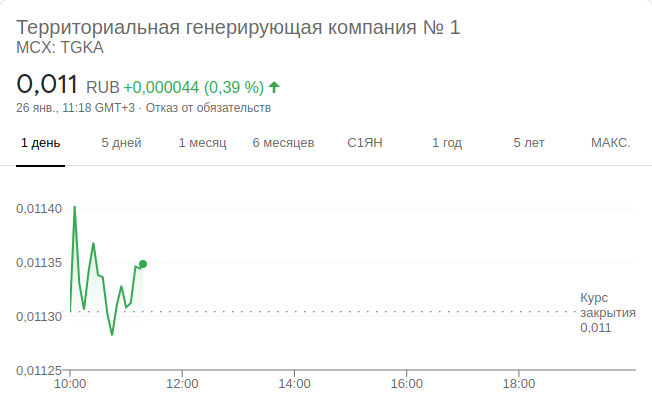 Территориальная генерирующая компания № 1
MCX: TGKA
0,011 RUB +0,000044 (0,39 %)
26 янв., 11:18 GMT+3 · Отказ от обязательств
1 день 5 дней 1 месяц 6 месяцев С1ЯН 1 год 5 лет МАКС.
0,01140
0,01135
0,01130
0,01125
Курс
закрытия
0,011
10:00 12:00 14:00 16:00 18:00